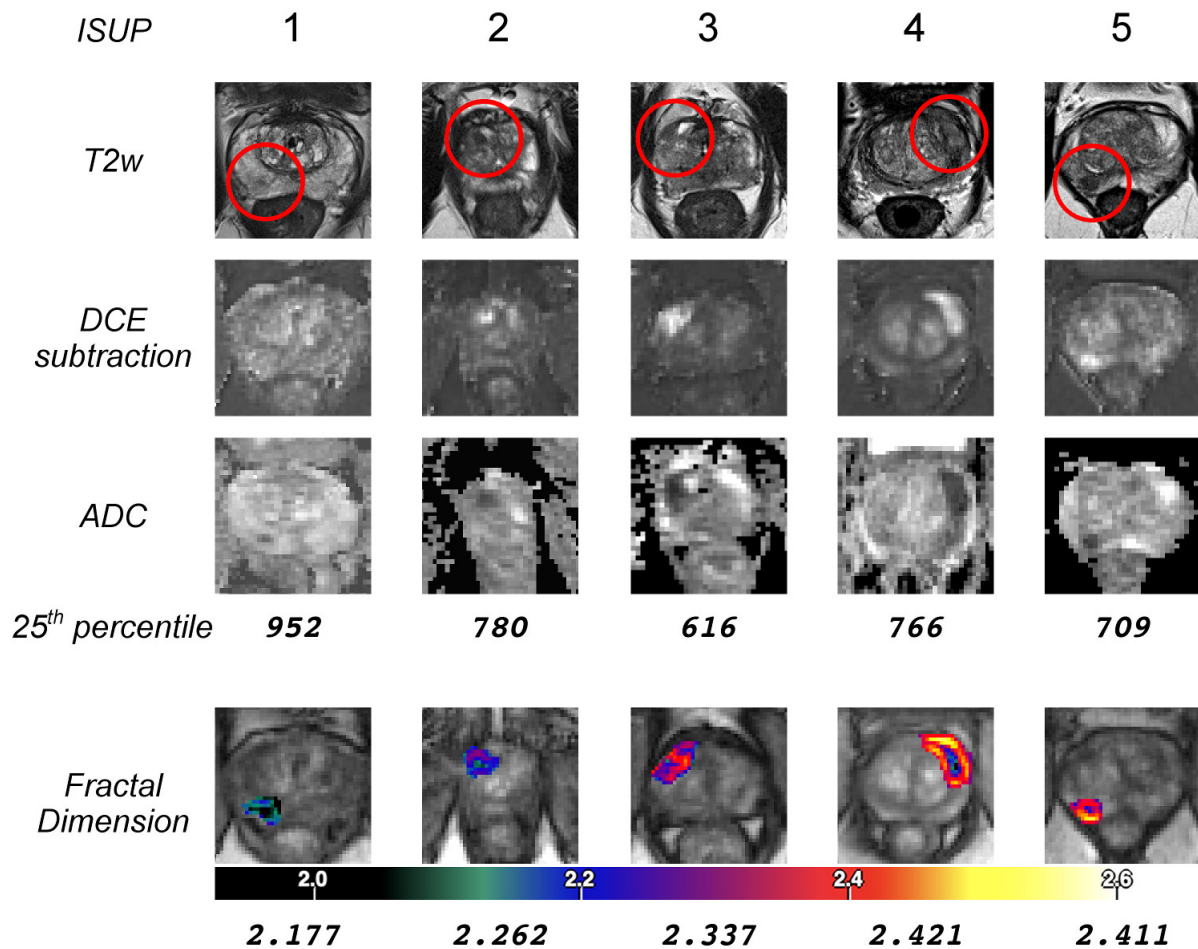 ISUP 1 2 3 4 5
T2w
DCE
subtraction
ADC
25th percentile 952 780 616 766 709
Fractal
Dimension
2.0 2.2 2.4 2.6
2.177 2.262 2.337 2.421 2.411